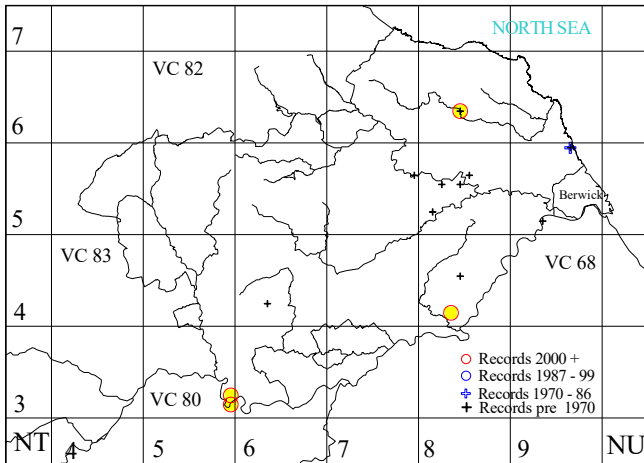 7
NORTH SEA
VC 82
6
Berwick
5
VC 83
VC 68
4
Records 2000 +
Records 1987 - 99
Records 1970 - 86
VC 80
Records pre 1970
3
NT 4 5 6 7 8 9 NU